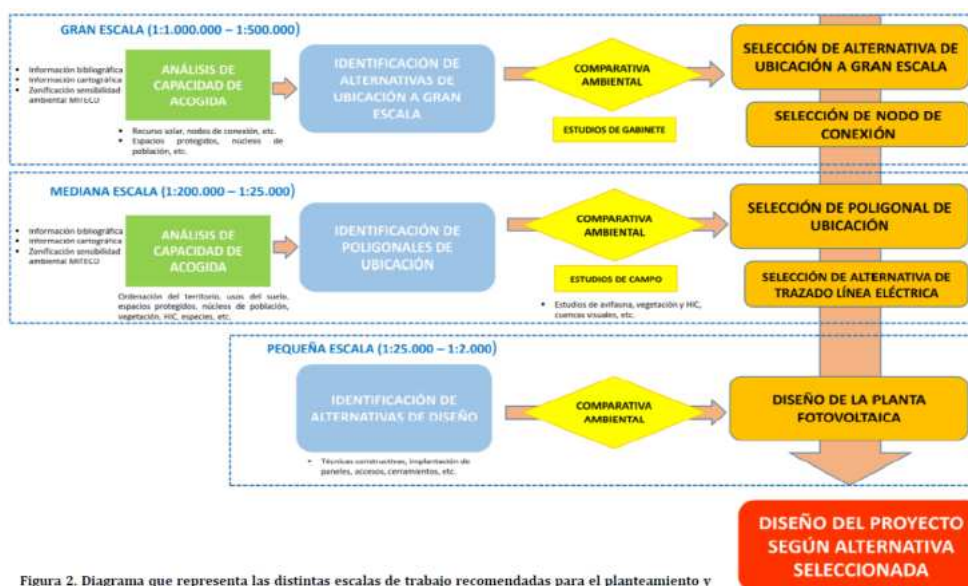 GRAN ESCALA (1:1.000.000 – 1:500.000)
• Información bibliográfica
• Información cartográfica
• Zonificación sensibilidad
ambiental MITECO
ANÁLISIS DE
CAPACIDAD DE
ACOGIDA
• Recurso solar, nodos de conexión, etc.
• Espacios protegidos, núcleos de
población, etc.
IDENTIFICACIÓN DE
ALTERNATIVAS DE
UBICACIÓN A GRAN
ESCALA
COMPARATIVA
AMBIENTAL
ESTUDIOS DE GABINETE
SELECCIÓN DE ALTERNATIVA DE
UBICACIÓN A GRAN ESCALA
SELECCIÓN DE NODO DE
CONEXIÓN
MEDIANA ESCALA (1:200.000 – 1:25.000)
• Información bibliográfica
• Información cartográfica
• Zonificación sensibilidad
ambiental MITECO
ANÁLISIS DE
CAPACIDAD DE
ACOGIDA
Ordenación del territorio, usos del suelo,
espacios protegidos, núcleos de población,
vegetación, HIC, especies, etc.
IDENTIFICACIÓN DE
POLIGONALES DE
UBICACIÓN
COMPARATIVA
AMBIENTAL
ESTUDIOS DE CAMPO
• Estudios de avifauna, vegetación y HIC,
cuencas visuales, etc.
SELECCIÓN DE POLIGONAL DE
UBICACIÓN
SELECCIÓN DE ALTERNATIVA DE
TRAZADO LÍNEA ELÉCTRICA
PEQUEÑA ESCALA (1:25.000 – 1:2.000)
IDENTIFICACIÓN DE
ALTERNATIVAS DE DISEÑO
• Técnicas constructivas, implantación de
paneles, accesos, cerramientos, etc.
COMPARATIVA
AMBIENTAL
DISEÑO DE LA PLANTA
FOTOVOLTAICA
DISEÑO DEL PROYECTO
SEGÚN ALTERNATIVA
SELECCIONADA
Figura 2. Diagrama que representa las distintas escalas de trabajo recomendadas para el planteamiento y